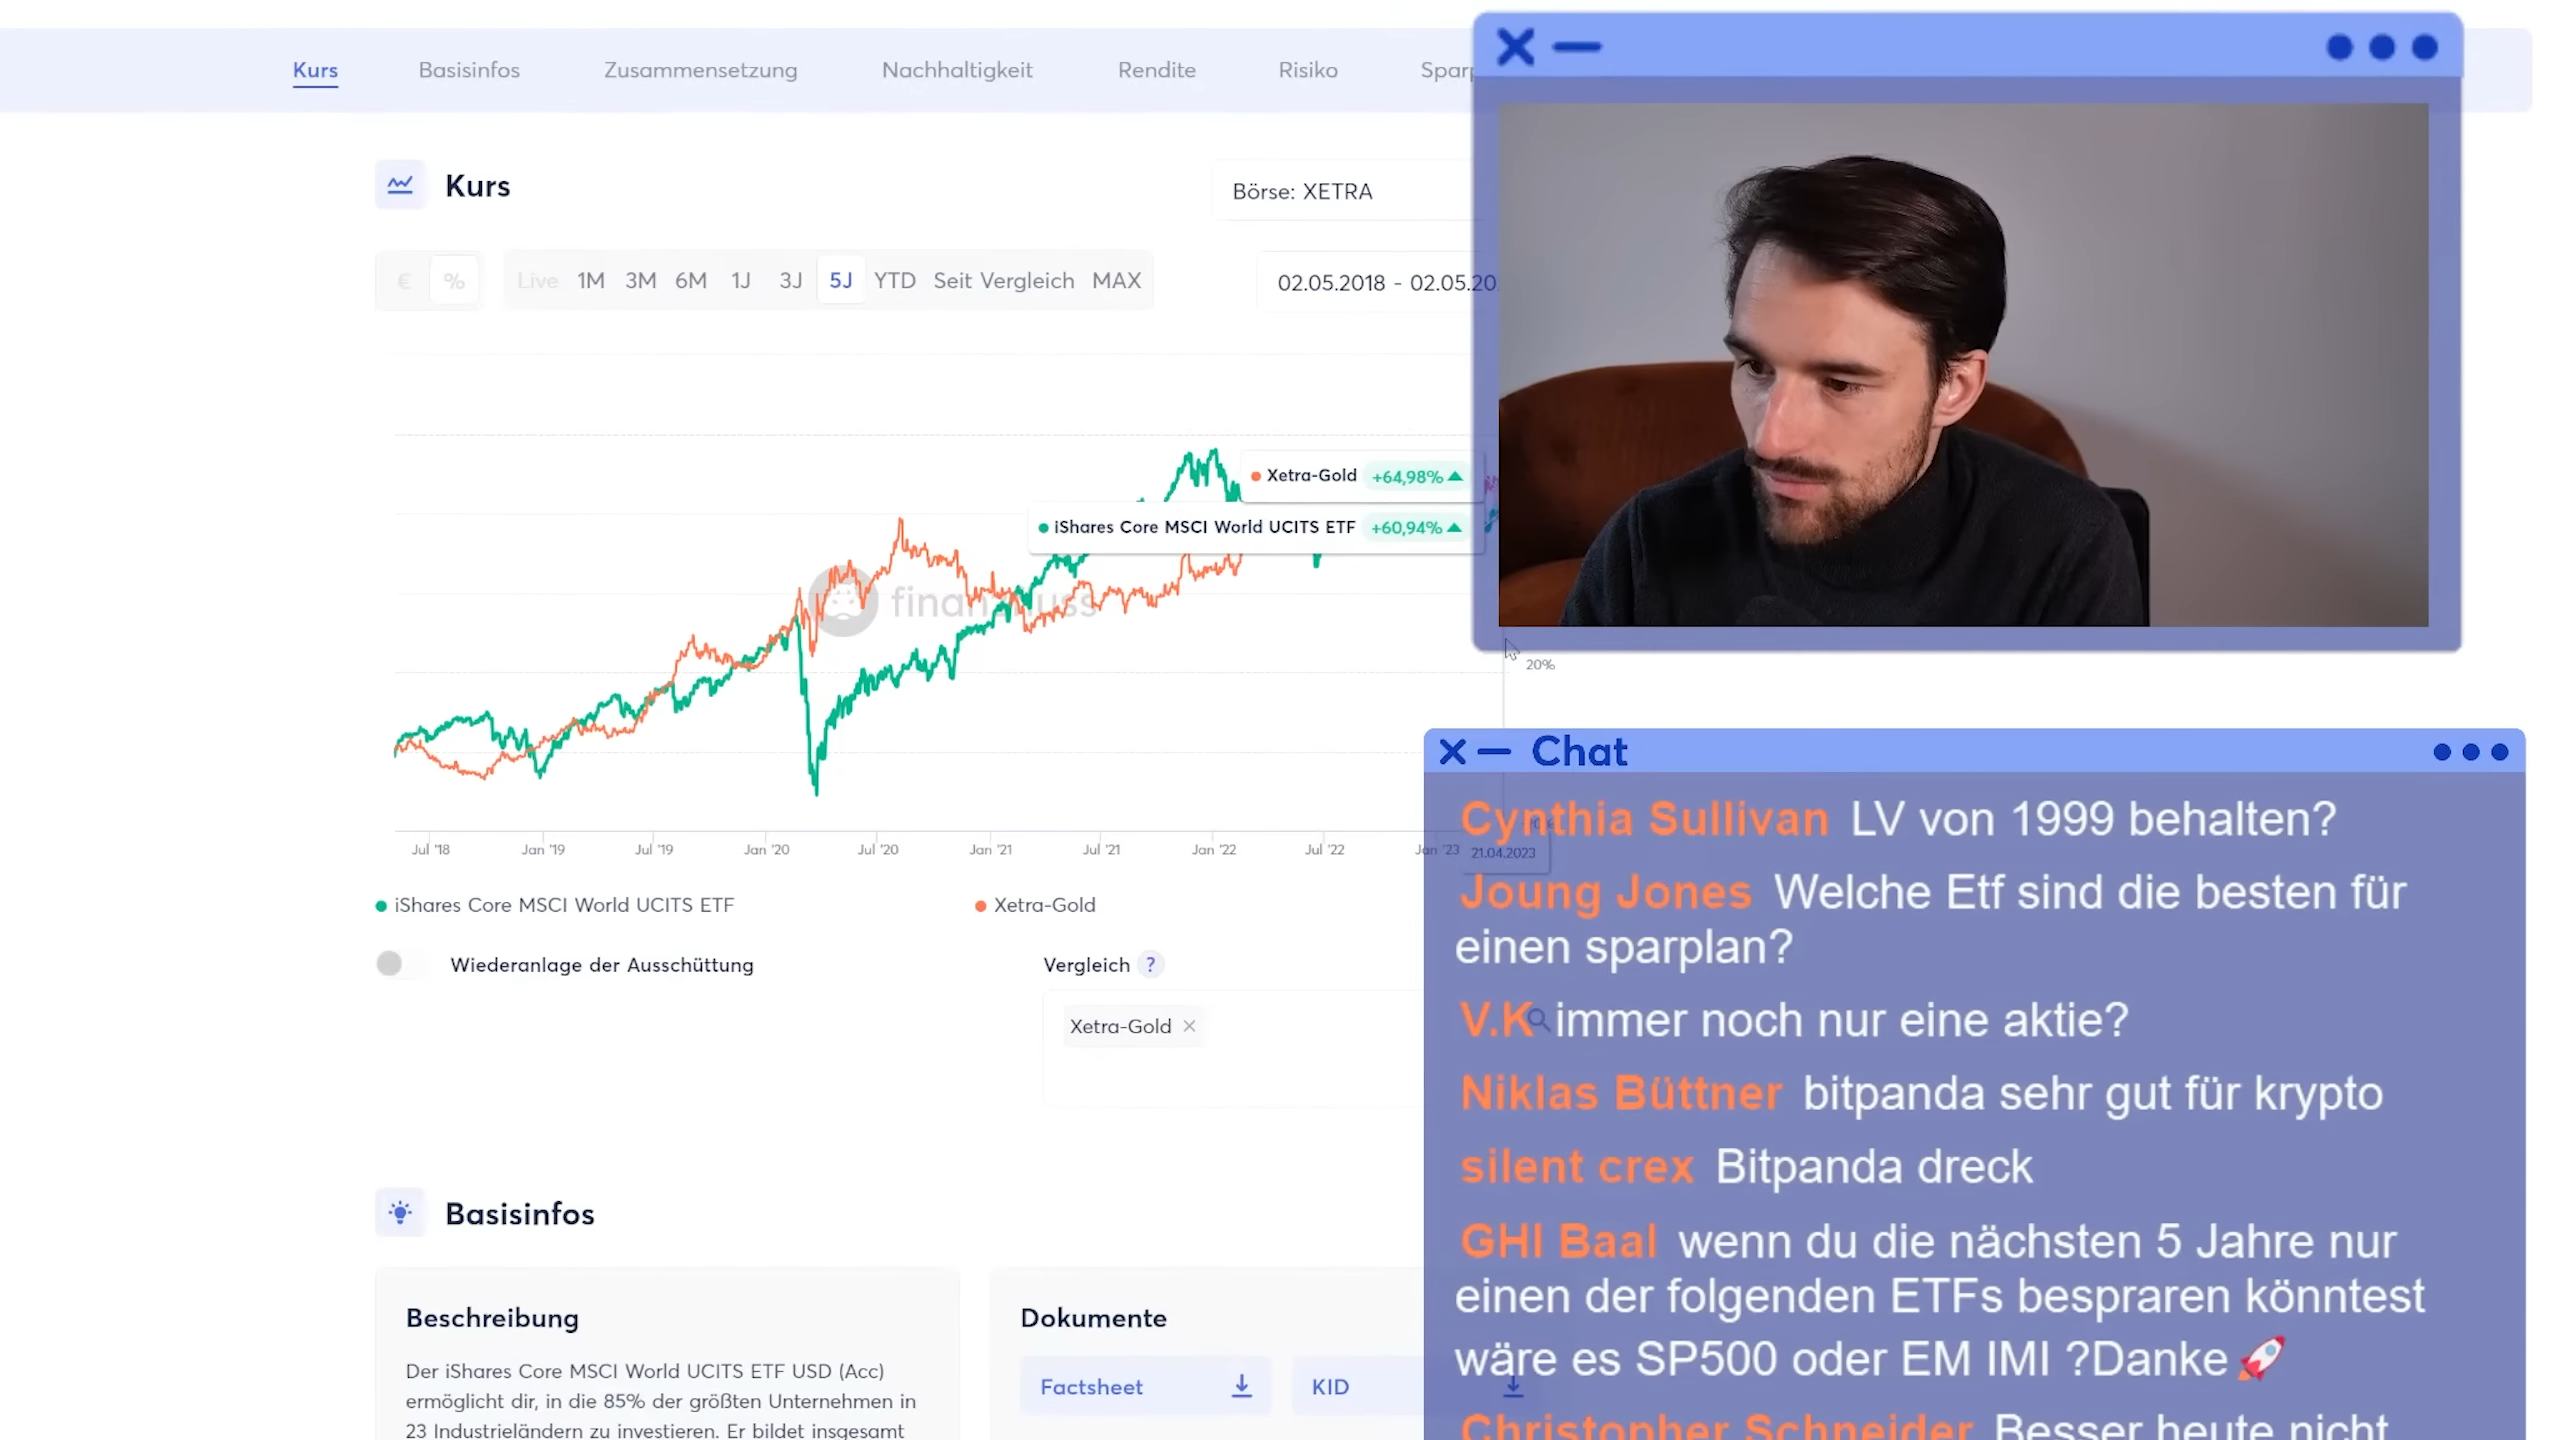 Kurs Basisinfos Zusammensetzung Nachhaltigkeit Rendite Risiko
Kurs
Börse: XETRA
€ % Live 1M 3M 6M 1J 3J 5J YTD Seit Vergleich MAX
02.05.2018 - 02.05.20
Xetra-Gold +64,98%
iShares Core MSCI World UCITS ETF +60,94%
20%
Jul '18 Jan '19 Jul '19 Jan '20 Jul '20 Jan '21 Jul '21 Jan '22 Jul '22 Jan '23 21.04.2023
iShares Core MSCI World UCITS ETF
Xetra-Gold
Wiederanlage der Ausschüttung
Vergleich ?
Xetra-Gold
Basisinfos
Beschreibung
Der iShares Core MSCI World UCITS ETF USD (Acc)
ermöglicht dir, in die 85% der größten Unternehmen in
23 Industrieländern zu investieren. Er bildet insgesamt
Dokumente
Factsheet
KID
Chat
Cynthia Sullivan LV von 1999 behalten?
Joung Jones Welche Etf sind die besten für
einen sparplan?
V.K immer noch nur eine aktie?
Niklas Büttner bitpanda sehr gut für krypto
silent crex Bitpanda dreck
GHI Baal wenn du die nächsten 5 Jahre nur
einen der folgenden ETFs bespraren könntest
wäre es SP500 oder EM IMI ?Danke 🚀
Christopher Schneider Besser heute nicht